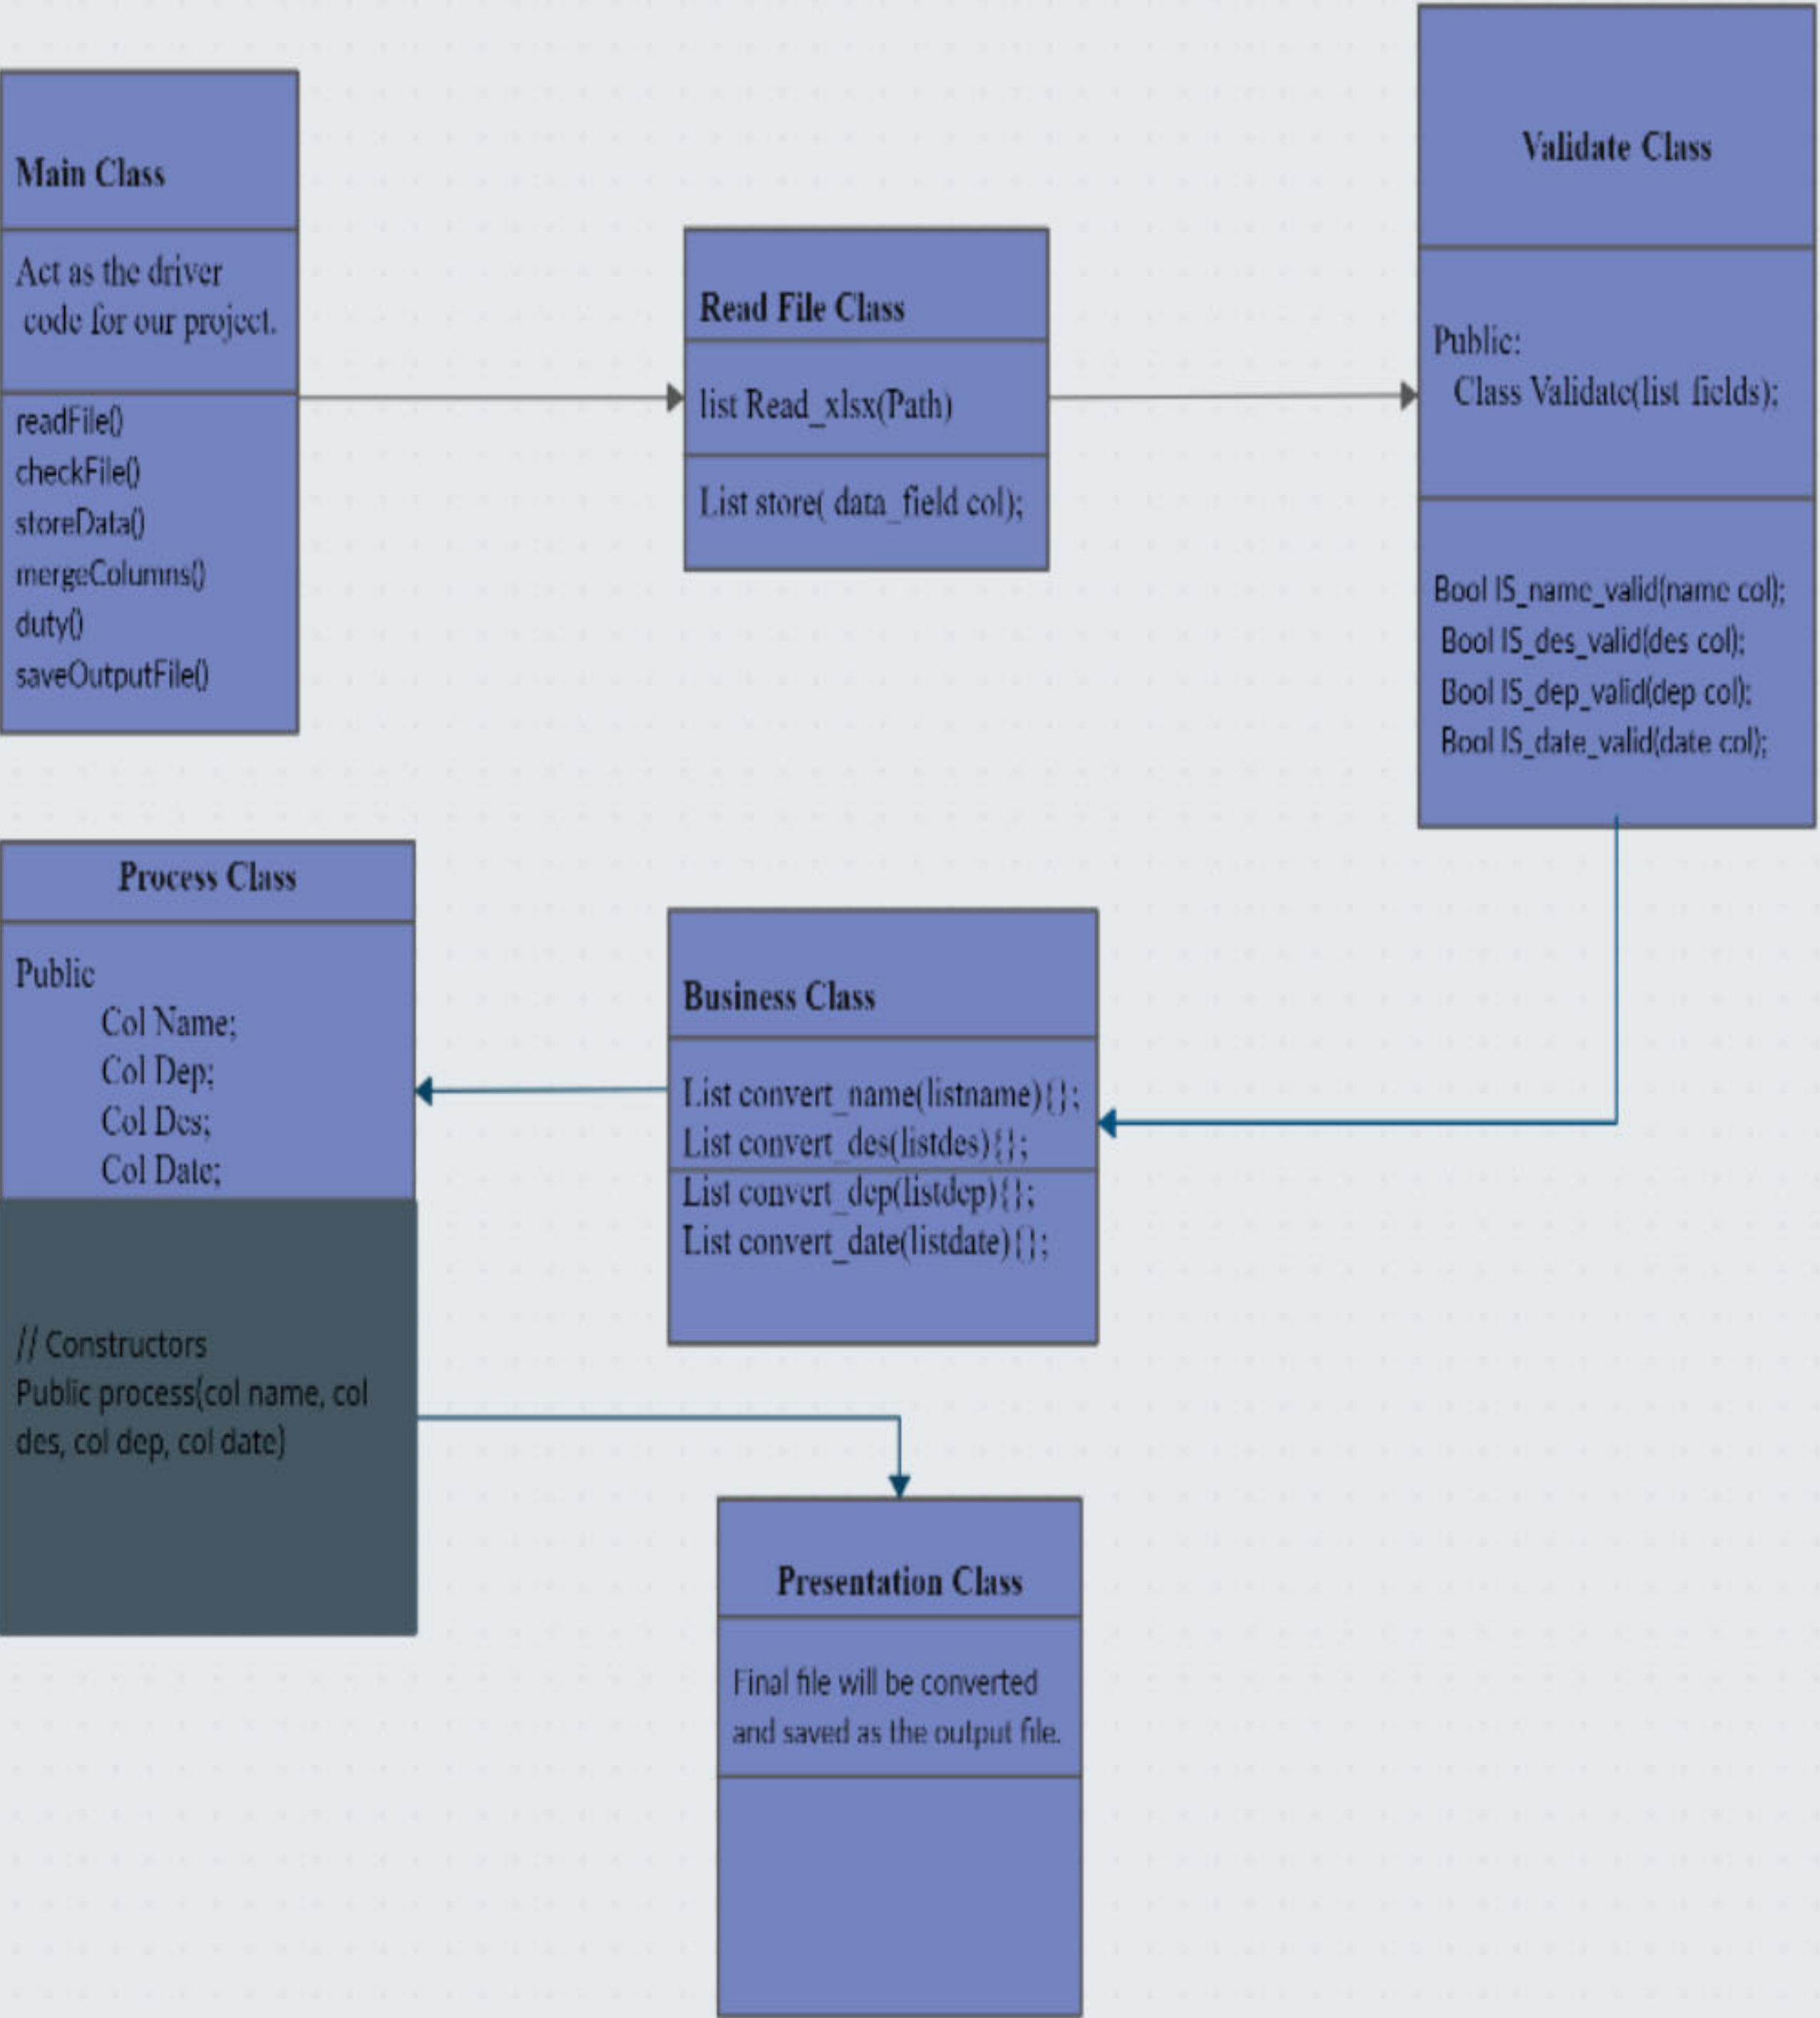 Main Class
Act as the driver
code for our project.
readFile()
checkFile()
storeData()
mergeColumns()
duty()
saveOutputFile()
Read File Class
list Read_xlsx(Path)
List store( data_field col);
Validate Class
Public:
Class Validate(list fields);
Bool IS_name_valid(name col);
Bool IS_des_valid(des col);
Bool IS_dep_valid(dep col);
Bool IS_date_valid(date col);
Process Class
Public
Col Name;
Col Dep;
Col Des;
Col Date;
// Constructors
Public process(col name, col
des, col dep, col date)
Business Class
List convert_name(listname){};
List convert_des(listdes){};
List convert_dep(listdep){};
List convert_date(listdate){};
Presentation Class
Final file will be converted
and saved as the output file.